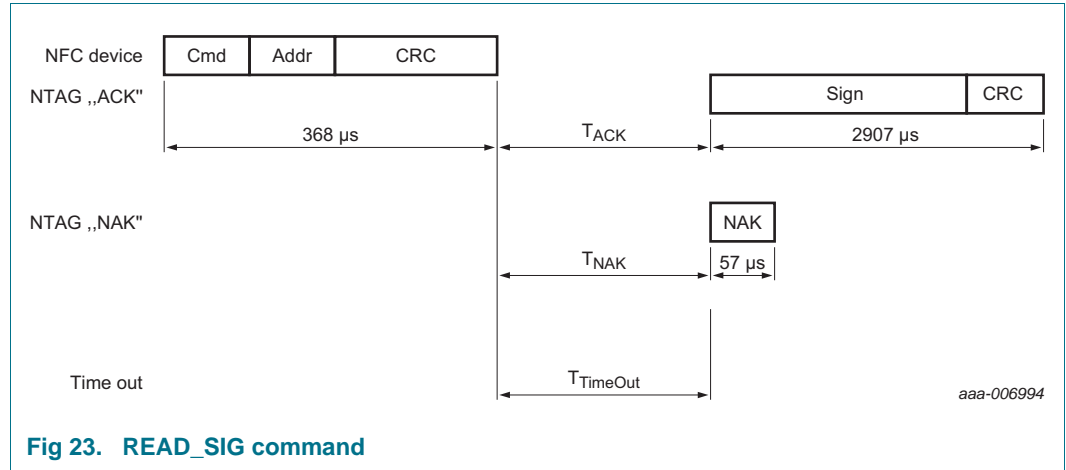 NFC device Cmd Addr CRC
NTAG ,,ACK" Sign CRC
368 µs TACK 2907 µs
NTAG ,,NAK" NAK
TNAK 57 µs
Time out TTimeOut
aaa-006994
Fig 23. READ_SIG command